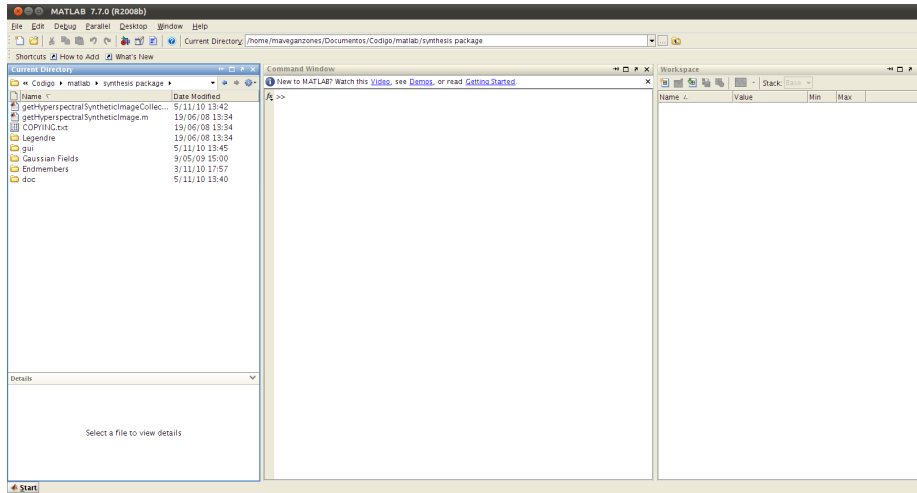 MATLAB 7.7.0 (R2008b)
File Edit Debug Parallel Desktop Window Help
Current Directory: /home/maveganzones/Documentos/Codigo/matlab/synthesis package
Shortcuts How to Add What's New
Current Directory
« Codigo ▸ matlab ▸ synthesis package ▸
Name Date Modified
getHyperspectralSyntheticImageCollec... 5/11/10 13:42
getHyperspectralSyntheticImage.m 19/06/08 13:34
COPYING.txt 19/06/08 13:34
Legendre 19/06/08 13:34
gui 5/11/10 13:45
Gaussian Fields 9/05/09 15:00
Endmembers 3/11/10 17:57
doc 5/11/10 13:40
Details
Select a file to view details
Command Window
New to MATLAB? Watch this Video, see Demos, or read Getting Started.
fx >>
Workspace
Stack: Base
Name Value Min Max
Start